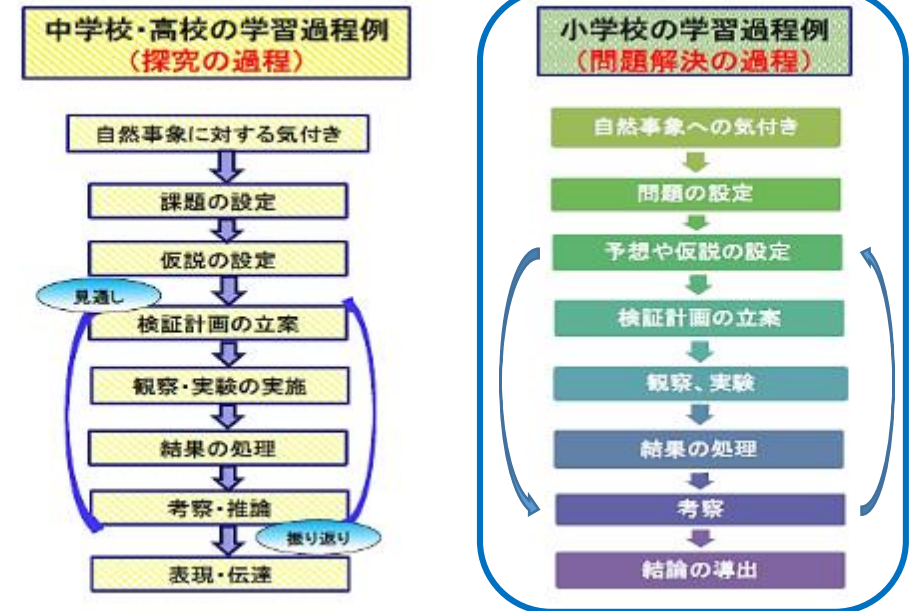 中学校・高校の学習過程例
(探究の過程)
自然事象に対する気付き
課題の設定
仮説の設定
見通し
検証計画の立案
観察・実験の実施
結果の処理
考察・推論
振り返り
表現・伝達
小学校の学習過程例
(問題解決の過程)
自然事象への気付き
問題の設定
予想や仮説の設定
検証計画の立案
観察、実験
結果の処理
考察
結論の導出